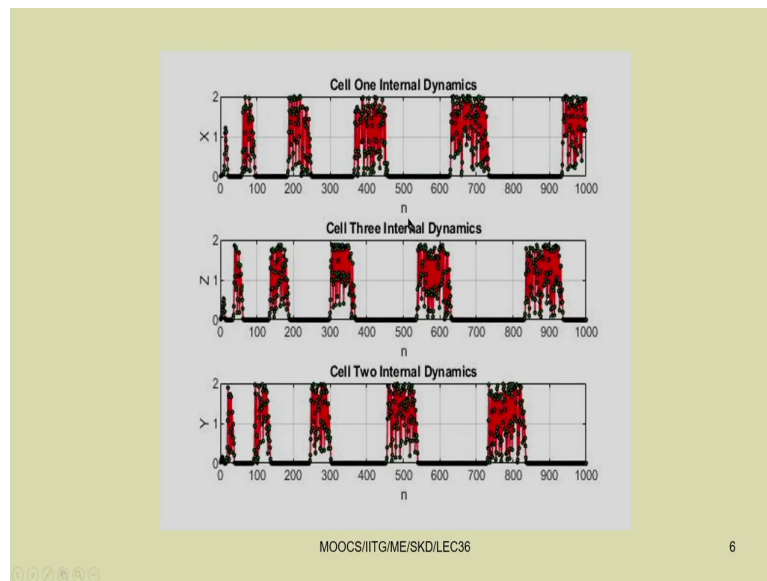 Cell One Internal Dynamics
2
X 1
0
0 100 200 300 400 500 600 700 800 900 1000
n
Cell Three Internal Dynamics
2
Z 1
0
0 100 200 300 400 500 600 700 800 900 1000
n
Cell Two Internal Dynamics
2
Y 1
0
0 100 200 300 400 500 600 700 800 900 1000
n
MOOCS/IITG/ME/SKD/LEC36 6